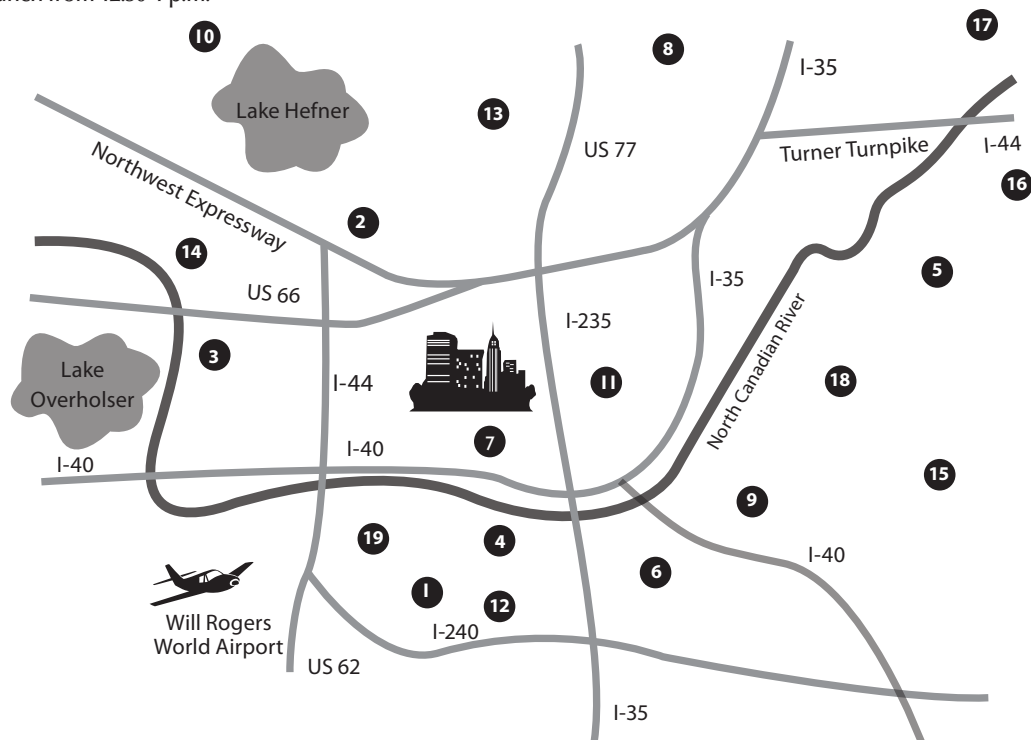 10
17
8
I-35
Lake Hefner
13
US 77
Turner Turnpike
I-44
16
Northwest Expressway
2
14
5
I-35
US 66
I-235
3
Lake
Overholser
I-44
11
18
North Canadian River
7
I-40
I-40
15
9
19
4
I-40
6
1
12
Will Rogers
World Airport
I-240
US 62
I-35